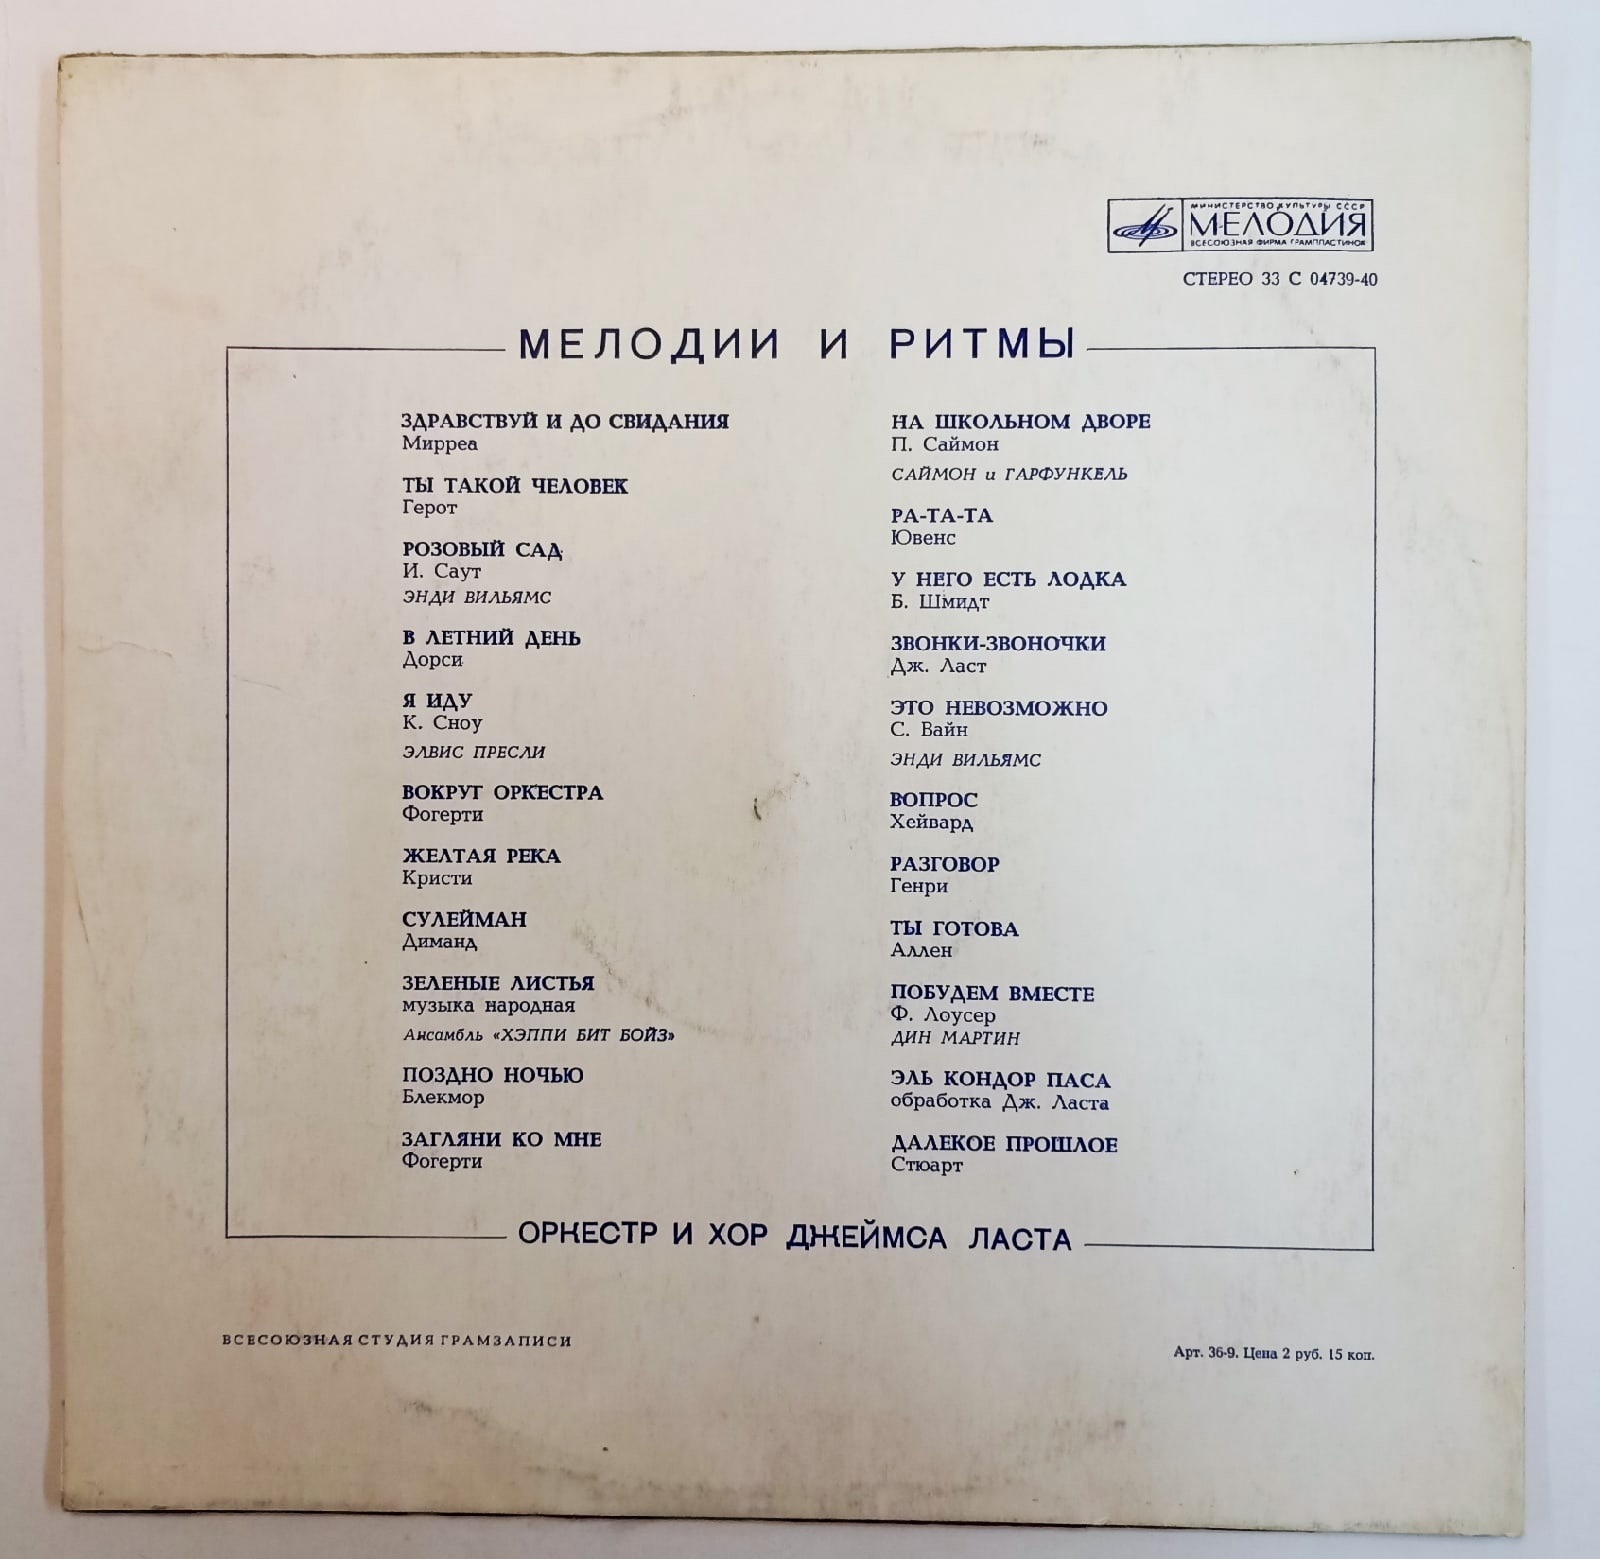 МИНИСТЕРСТВО КУЛЬТУРЫ СССР
МЕЛОДИЯ
ВСЕСОЮЗНАЯ ФИРМА ГРАМПЛАСТИНОК
СТЕРЕО 33 С 04739-40
МЕЛОДИИ И РИТМЫ
ЗДРАВСТВУЙ И ДО СВИДАНИЯ
Мирреа
ТЫ ТАКОЙ ЧЕЛОВЕК
Герот
РОЗОВЫЙ САД
И. Саут
ЭНДИ ВИЛЬЯМС
В ЛЕТНИЙ ДЕНЬ
Дорси
Я ИДУ
К. Сноу
ЭЛВИС ПРЕСЛИ
ВОКРУГ ОРКЕСТРА
Фогерти
ЖЕЛТАЯ РЕКА
Кристи
СУЛЕЙМАН
Диманд
ЗЕЛЕНЫЕ ЛИСТЬЯ
музыка народная
Ансамбль «ХЭППИ БИТ БОЙЗ»
ПОЗДНО НОЧЬЮ
Блекмор
ЗАГЛЯНИ КО МНЕ
Фогерти
НА ШКОЛЬНОМ ДВОРЕ
П. Саймон
САЙМОН и ГАРФУНКЕЛЬ
РА-ТА-ТА
Ювенс
У НЕГО ЕСТЬ ЛОДКА
Б. Шмидт
ЗВОНКИ-ЗВОНОЧКИ
Дж. Ласт
ЭТО НЕВОЗМОЖНО
С. Вайн
ЭНДИ ВИЛЬЯМС
ВОПРОС
Хейвард
РАЗГОВОР
Генри
ТЫ ГОТОВА
Аллен
ПОБУДЕМ ВМЕСТЕ
Ф. Лоусер
ДИН МАРТИН
ЭЛЬ КОНДОР ПАСА
обработка Дж. Ласта
ДАЛЕКОЕ ПРОШЛОЕ
Стюарт
ОРКЕСТР И ХОР ДЖЕЙМСА ЛАСТА
ВСЕСОЮЗНАЯ СТУДИЯ ГРАМЗАПИСИ
Арт. 36-9. Цена 2 руб. 15 коп.